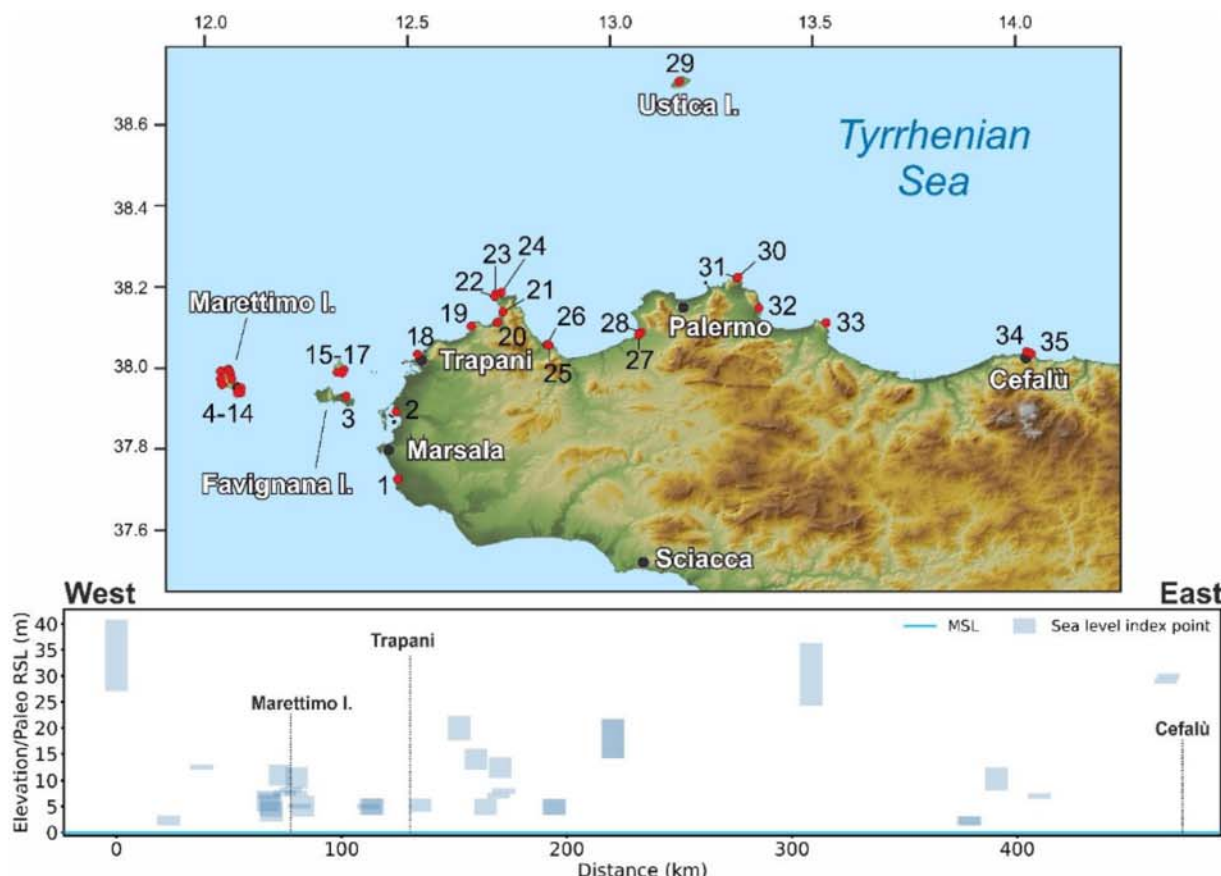 12.0 12.5 13.0 13.5 14.0
29
Ustica I.
38.6
Tyrrhenian
Sea
38.4
23 24
30
31
22
38.2
Marettimo I.
21
19
26
32
28
Palermo
33
18
20
34 35
15-17
Trapani
27
25
38.0
Cefalù
4-14
3
2
37.8
Marsala
Favignana I.
1
37.6
Sciacca
West East
40
35
30
25
20
15
10
5
0
Elevation/Paleo RSL (m)
MSL Sea level index point
Trapani
Marettimo I.
Cefalù
0 100 200 300 400
Distance (km)